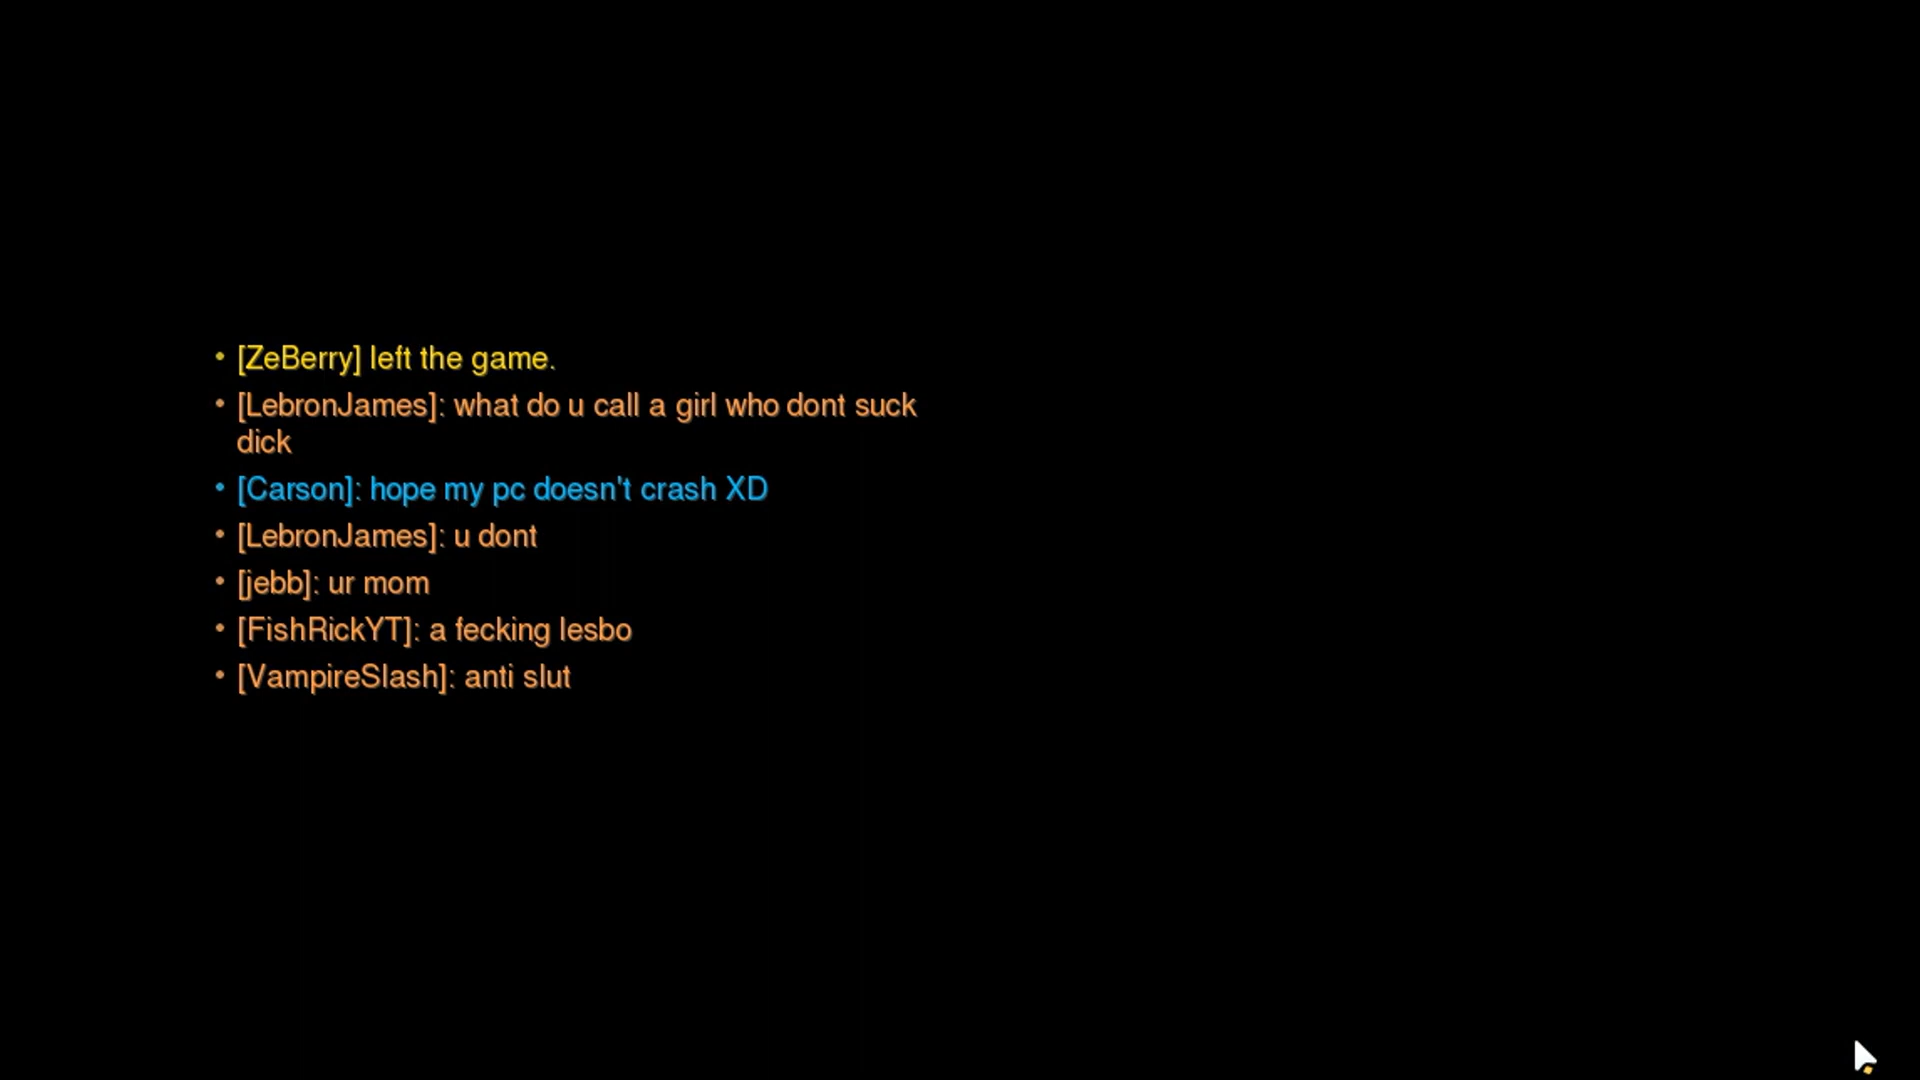 • [ZeBerry] left the game.
• [LebronJames]: what do u call a girl who dont suck
dick
• [Carson]: hope my pc doesn't crash XD
• [LebronJames]: u dont
• [jebb]: ur mom
• [FishRickYT]: a fecking lesbo
• [VampireSlash]: anti slut